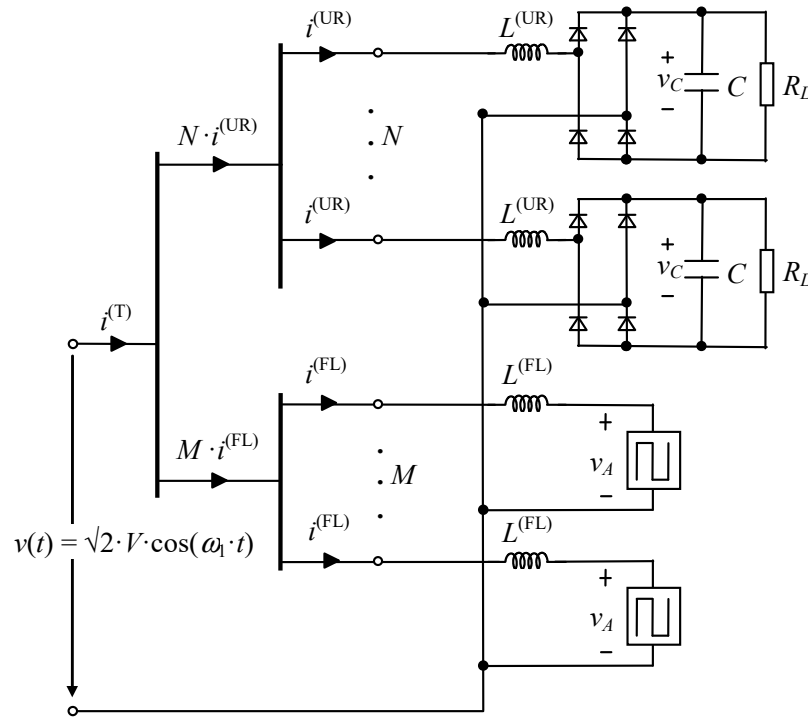 i(UR)
L(UR)
+
vC
−
C
RL
N·i(UR)
N
i(UR)
L(UR)
+
vC
−
C
RL
i(T)
i(FL)
L(FL)
+
vA
−
M·i(FL)
M
i(FL)
L(FL)
+
vA
−
v(t) = √2·V·cos(ω1·t)